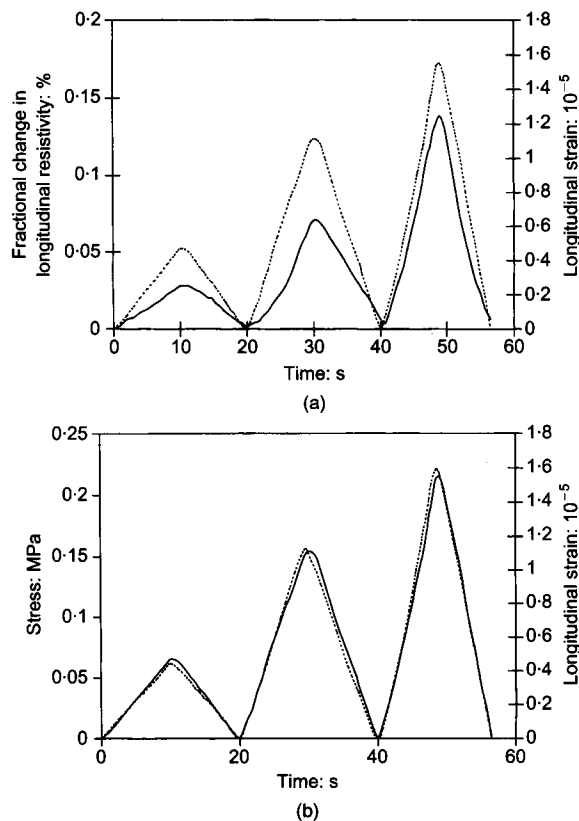 0·2
0·15
0·1
0·05
0
Fractional change in
longitudinal resistivity: %
1·8
1·6
1·4
1·2
1
0·8
0·6
0·4
0·2
0
Longitudinal strain: 10⁻⁵
0 10 20 30 40 50 60
Time: s
(a)
0·25
0·2
0·15
0·1
0·05
0
Stress: MPa
1·8
1·6
1·4
1·2
1
0·8
0·6
0·4
0·2
0
Longitudinal strain: 10⁻⁵
0 20 40 60
Time: s
(b)